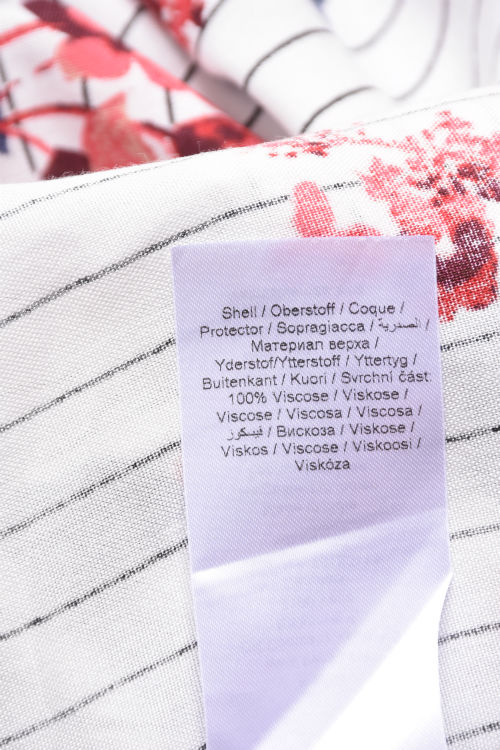 Shell / Oberstoff / Coque /
Protector / Sopragiacca / الصدرية /
Материал верха /
Yderstof/Ytterstoff / Yttertyg /
Buitenkant / Kuori / Svrchní část
100% Viscose / Viskose /
Viscose / Viscosa / Viscosa /
فيسكور / Вискоза / Viskose /
Viskos / Viscose / Viskoosi /
Viskóza